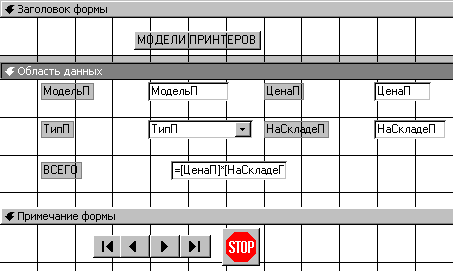 Заголовок формы
МОДЕЛИ ПРИНТЕРОВ
Область данных
МодельП МодельП ЦенаП ЦенаП
ТипП ТипП НаСкладеП НаСкладеП
ВСЕГО =[ЦенаП]*[НаСкладеГ
Примечание формы
STOP